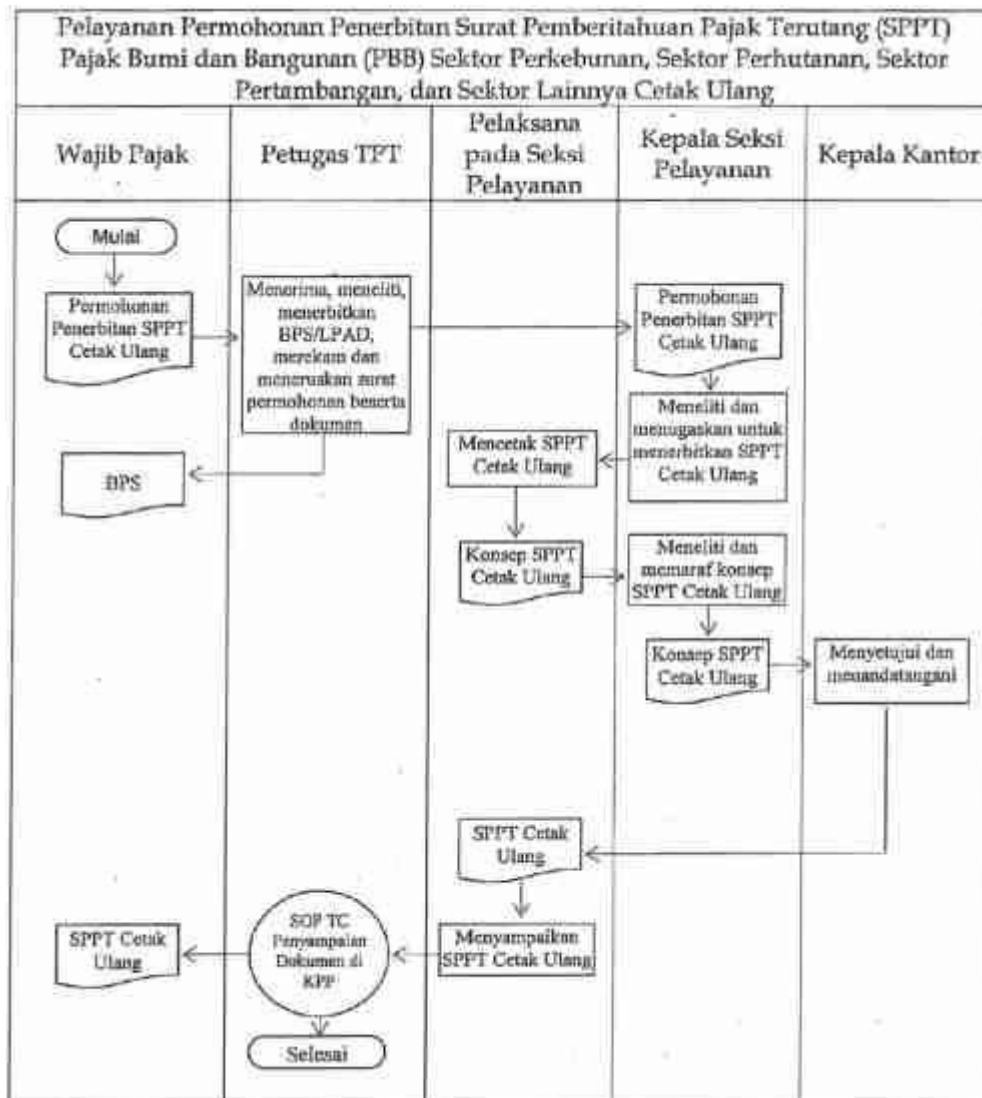 Pelayanan Permohonan Penerbitan Surat Pemberitahuan Pajak Terutang (SPPT)
Pajak Bumi dan Bangunan (PBB) Sektor Perkebunan, Sektor Perhutanan, Sektor
Pertambangan, dan Sektor Lainnya Cetak Ulang
Wajib Pajak
Petugas TPT
Pelaksana
pada Seksi
Pelayanan
Kepala Seksi
Pelayanan
Kepala Kantor
Mulai
Permohonan
Penerbitan SPPT
Cetak Ulang
Menerima, meneliti,
menerbitkan
BPS/LPAD,
merekam dan
meneruskan surat
permohonan beserta
dokumen
Permohonan
Penerbitan SPPT
Cetak Ulang
Meneliti dan
menugaskan untuk
menerbitkan SPPT
Cetak Ulang
Mencetak SPPT
Cetak Ulang
BPS
Konsep SPPT
Cetak Ulang
Meneliti dan
memaraf konsep
SPPT Cetak Ulang
Konsep SPPT
Cetak Ulang
Menyetujui dan
menandatangani
SPPT Cetak
Ulang
Menyampaikan
SPPT Cetak Ulang
SOP TC
Penyampaian
Dokumen di
KPP
SPPT Cetak
Ulang
Selesai